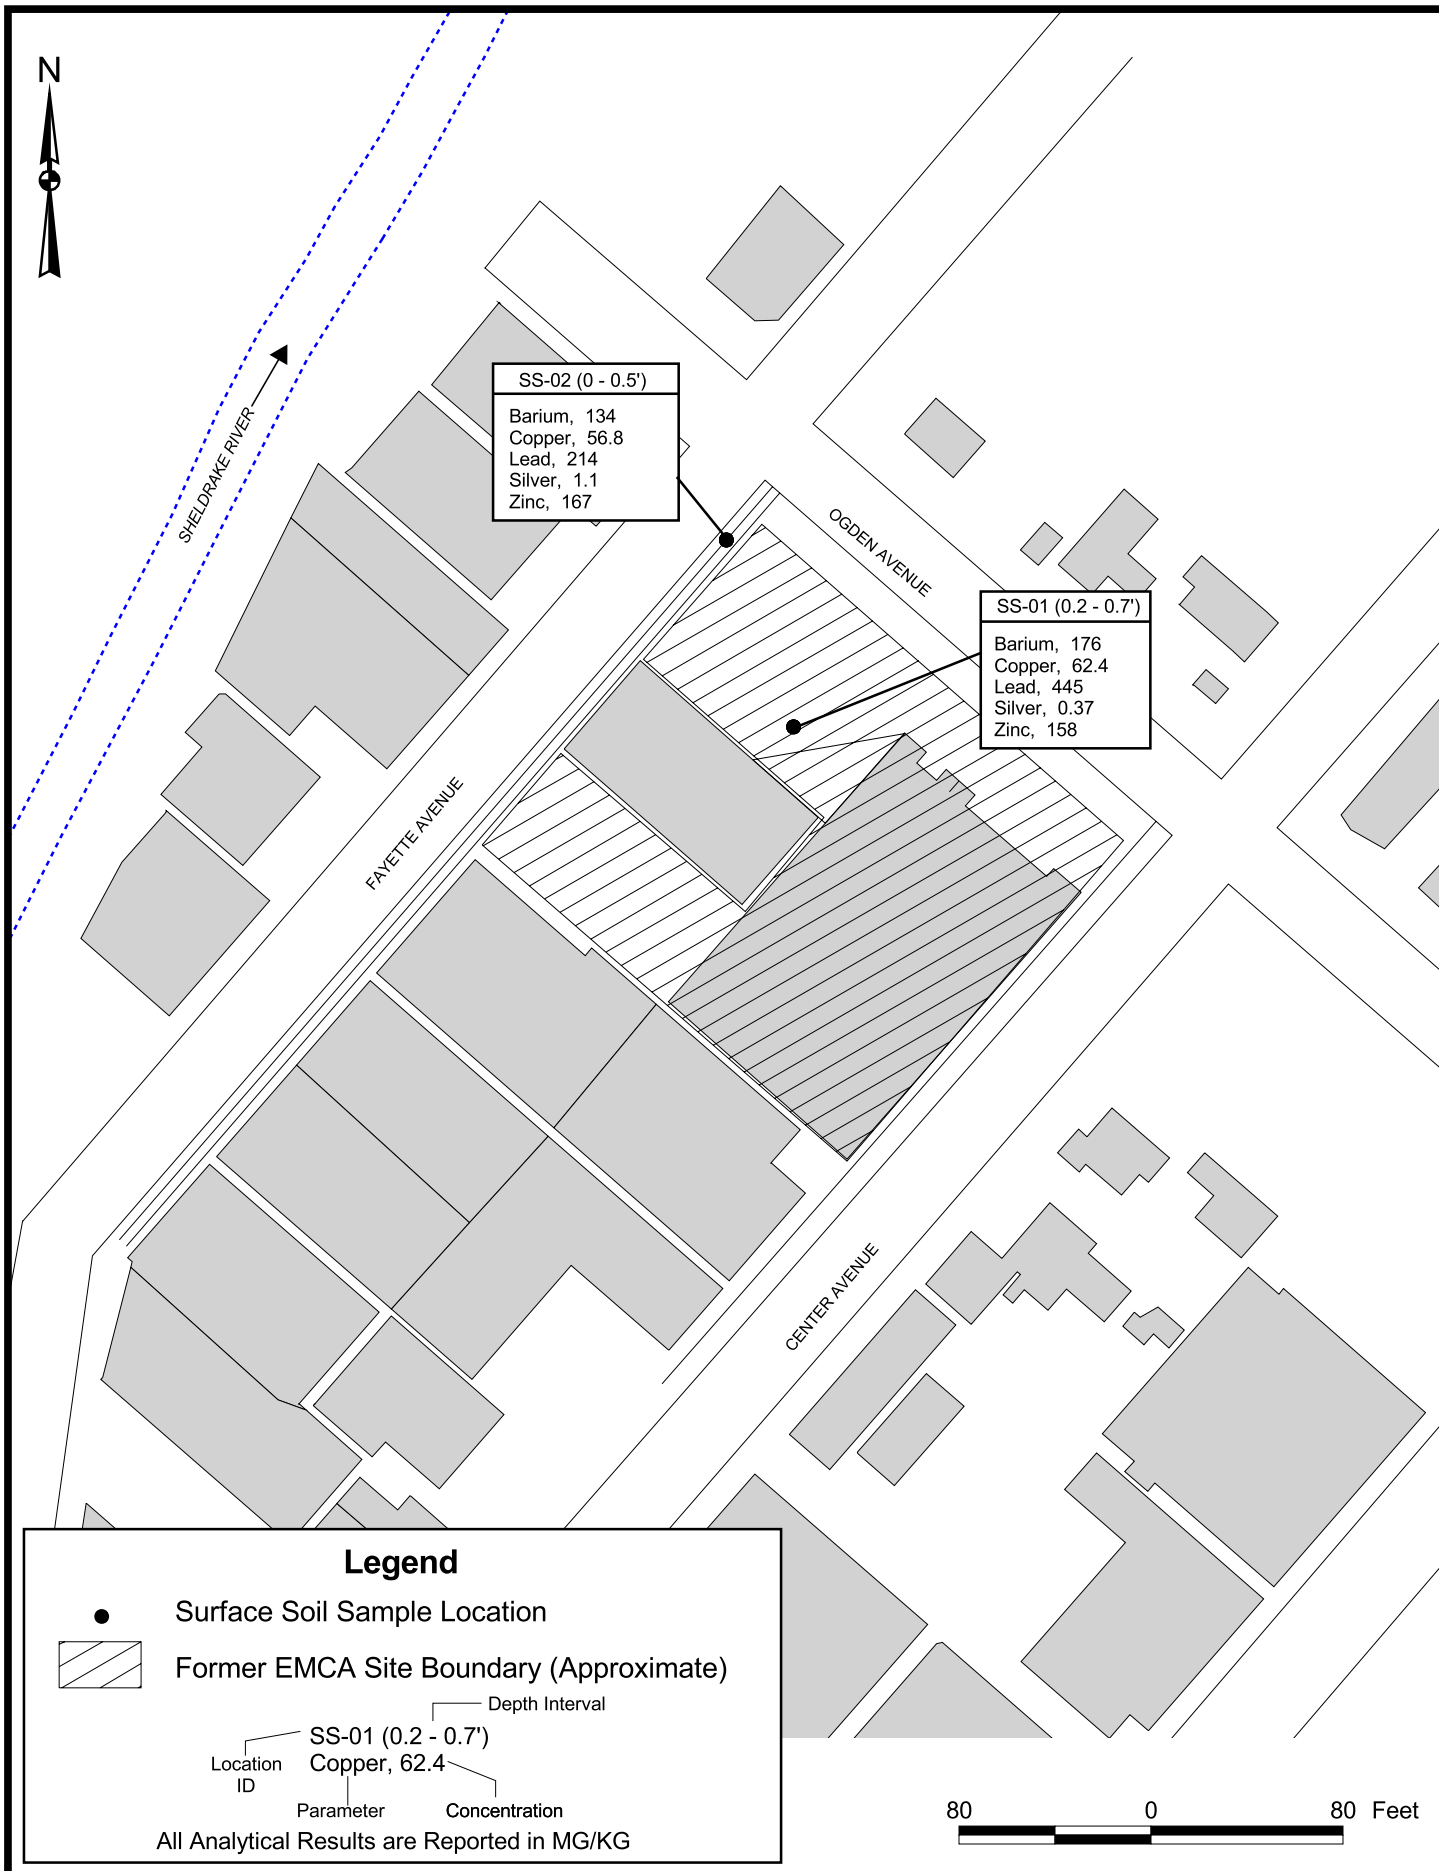 N
SHELDRAKE RIVER
SS-02 (0 - 0.5')
Barium, 134
Copper, 56.8
Lead, 214
Silver, 1.1
Zinc, 167
OGDEN AVENUE
SS-01 (0.2 - 0.7')
Barium, 176
Copper, 62.4
Lead, 445
Silver, 0.37
Zinc, 158
FAYETTE AVENUE
CENTER AVENUE
Legend
Surface Soil Sample Location
Former EMCA Site Boundary (Approximate)
Depth Interval
SS-01 (0.2 - 0.7')
Location
ID
Copper, 62.4
Parameter
Concentration
All Analytical Results are Reported in MG/KG
80 0 80 Feet